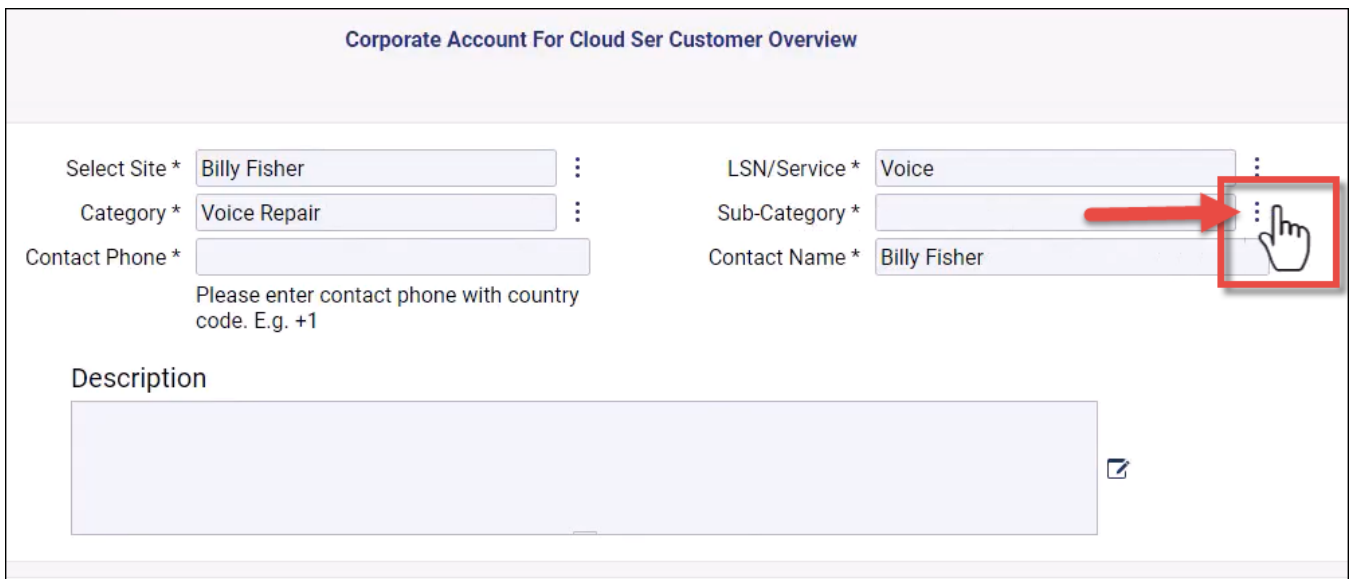 Corporate Account For Cloud Ser Customer Overview
Select Site * Billy Fisher LSN/Service * Voice
Category * Voice Repair Sub-Category *
Contact Phone * Contact Name * Billy Fisher
Please enter contact phone with country
code. E.g. +1
Description